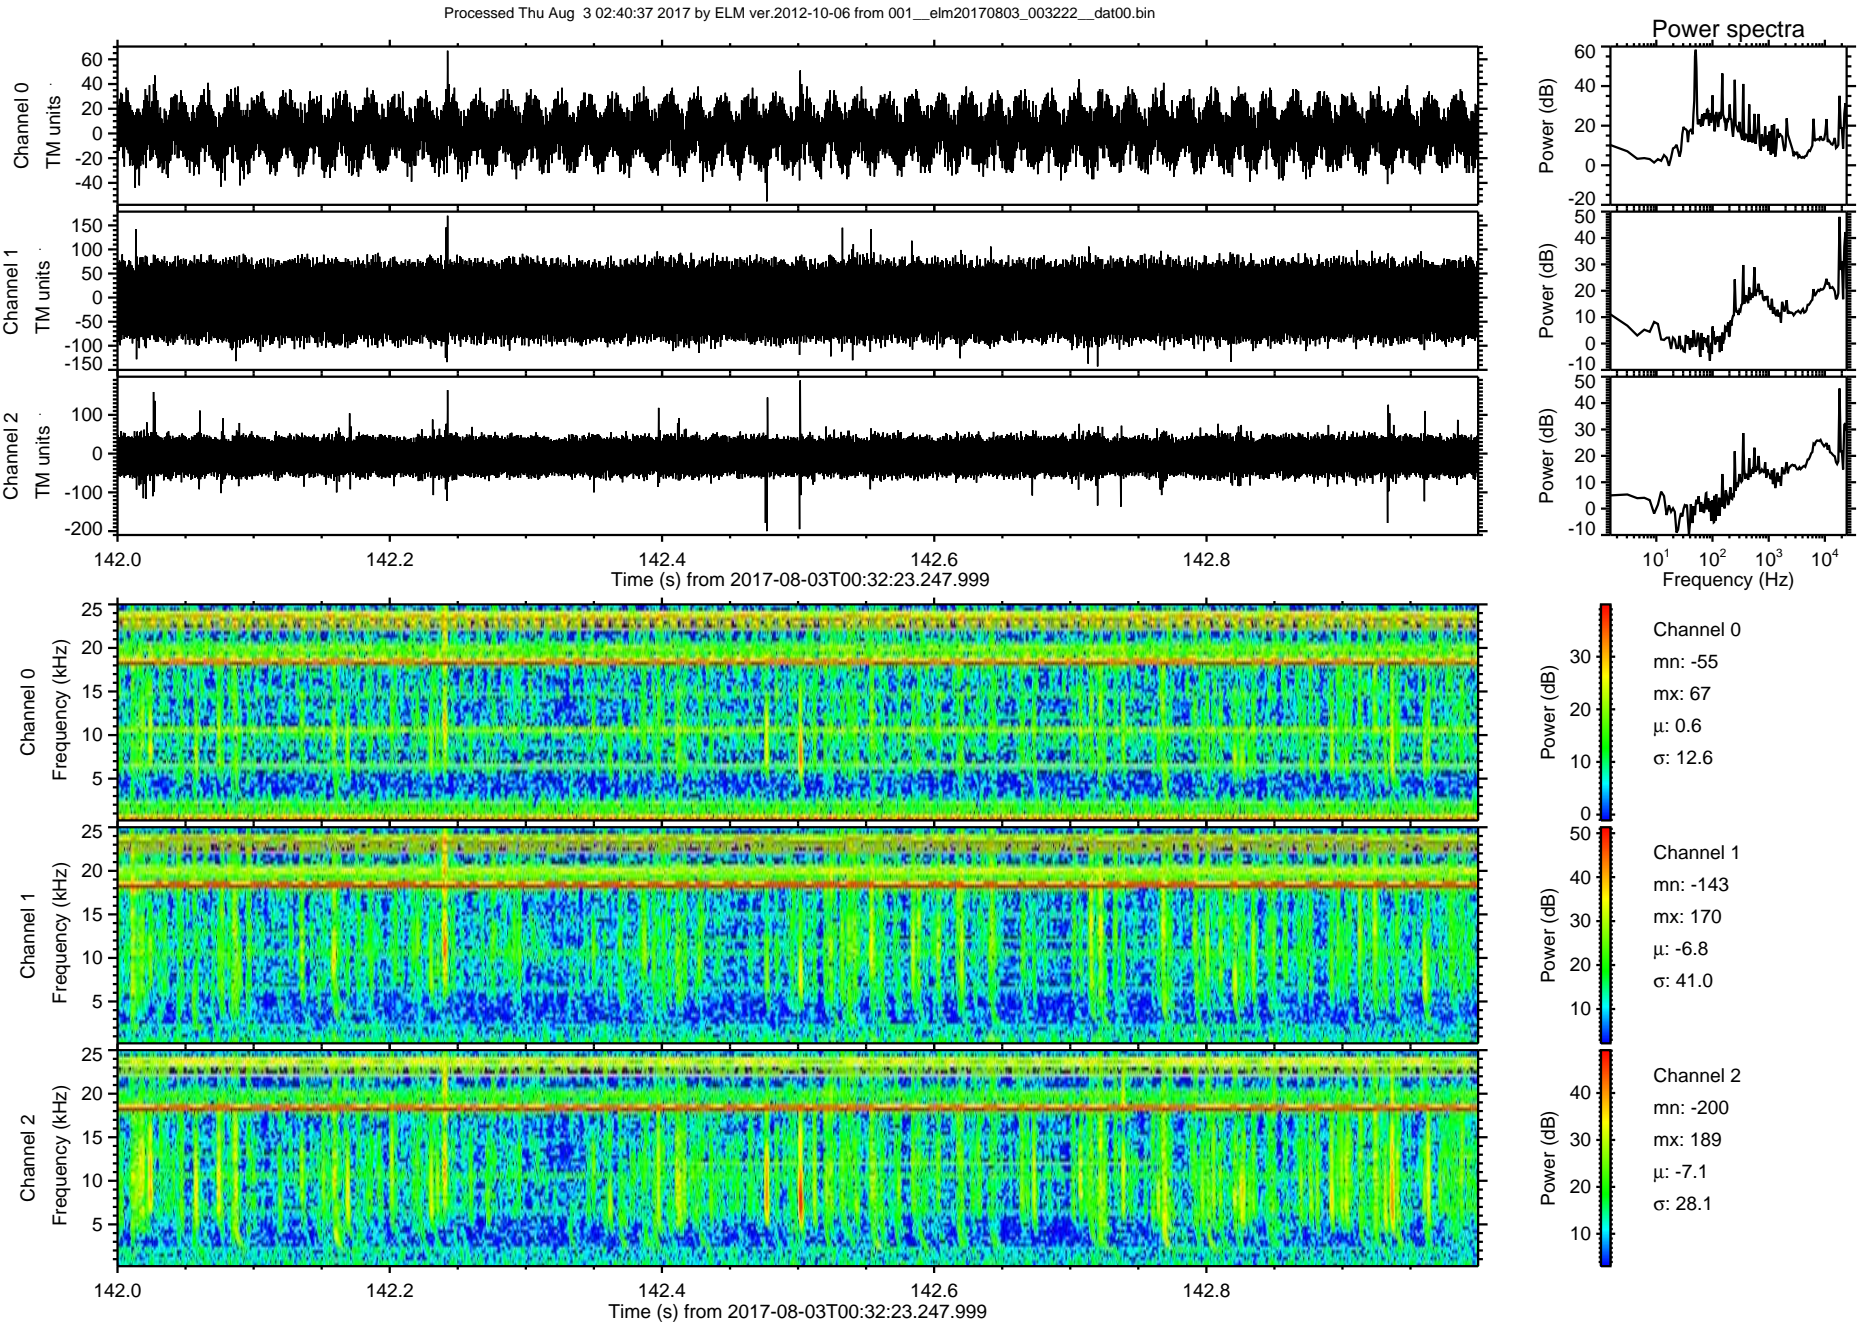 Processed Thu Aug  3 02:40:37 2017 by ELM ver.2012-10-06 from 001__elm20170803_003222__dat00.bin
Power spectra
Channel 0
TM units
60
40
20
0
-20
-40
Power (dB)
60
40
20
0
-20
Channel 1
TM units
150
100
50
0
-50
-100
-150
Power (dB)
50
40
30
20
10
0
-10
Channel 2
TM units
100
0
-100
-200
Power (dB)
50
40
30
20
10
0
-10
142.0 142.2 142.4 142.6 142.8
Time (s) from 2017-08-03T00:32:23.247.999
10^1 10^2 10^3 10^4
Frequency (Hz)
Channel 0
Frequency (kHz)
25
20
15
10
5
Power (dB)
30
20
10
0
Channel 0
mn: -55
mx: 67
μ: 0.6
σ: 12.6
Channel 1
Frequency (kHz)
25
20
15
10
5
Power (dB)
50
40
30
20
10
Channel 1
mn: -143
mx: 170
μ: -6.8
σ: 41.0
Channel 2
Frequency (kHz)
25
20
15
10
5
Power (dB)
40
30
20
10
Channel 2
mn: -200
mx: 189
μ: -7.1
σ: 28.1
142.0 142.2 142.4 142.6 142.8
Time (s) from 2017-08-03T00:32:23.247.999